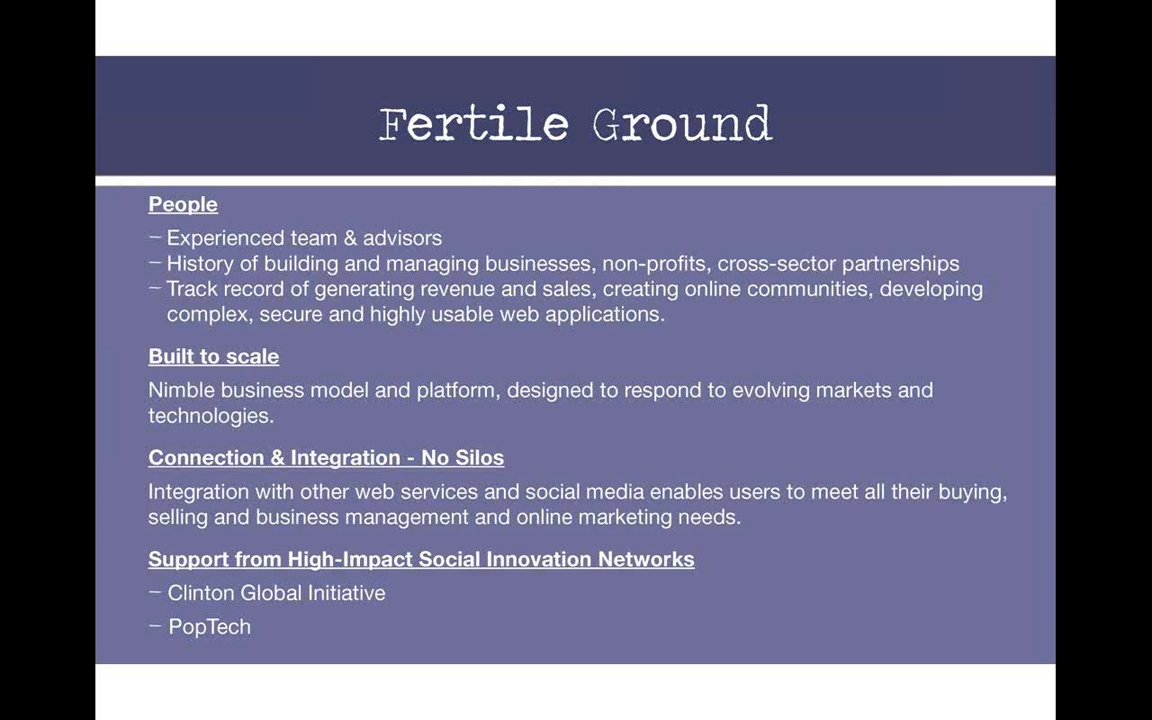 Fertile Ground
People
– Experienced team & advisors
– History of building and managing businesses, non-profits, cross-sector partnerships
– Track record of generating revenue and sales, creating online communities, developing
complex, secure and highly usable web applications.
Built to scale
Nimble business model and platform, designed to respond to evolving markets and
technologies.
Connection & Integration - No Silos
Integration with other web services and social media enables users to meet all their buying,
selling and business management and online marketing needs.
Support from High-Impact Social Innovation Networks
– Clinton Global Initiative
– PopTech